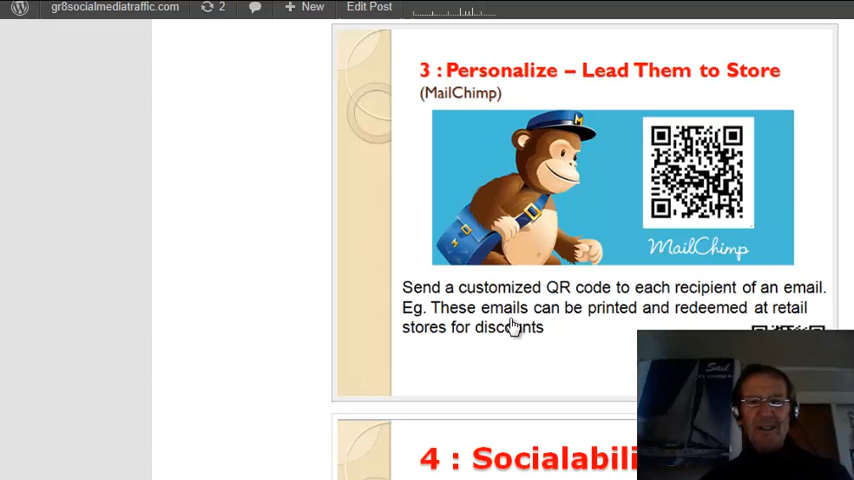 gr8socialmediatraffic.com 2 New Edit Post
3 : Personalize – Lead Them to Store
(MailChimp)
M
MailChimp
Send a customized QR code to each recipient of an email.
Eg. These emails can be printed and redeemed at retail
stores for discounts
Sail
4 : Socialabili